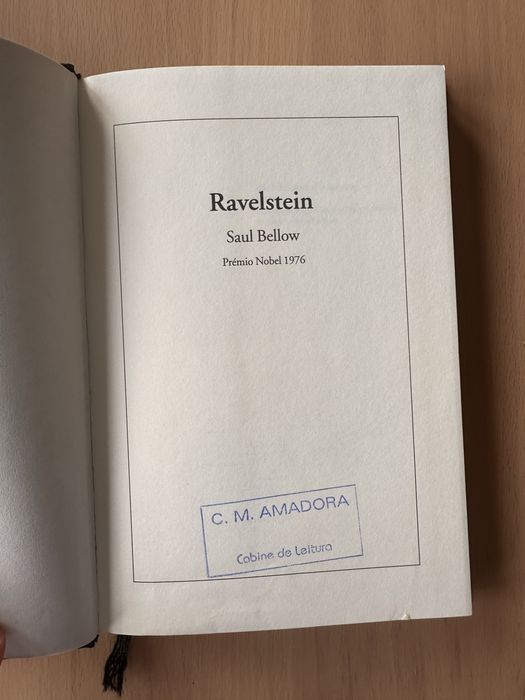 Ravelstein
Saul Bellow
Prémio Nobel 1976
C. M. AMADORA
Cabine de Leitura